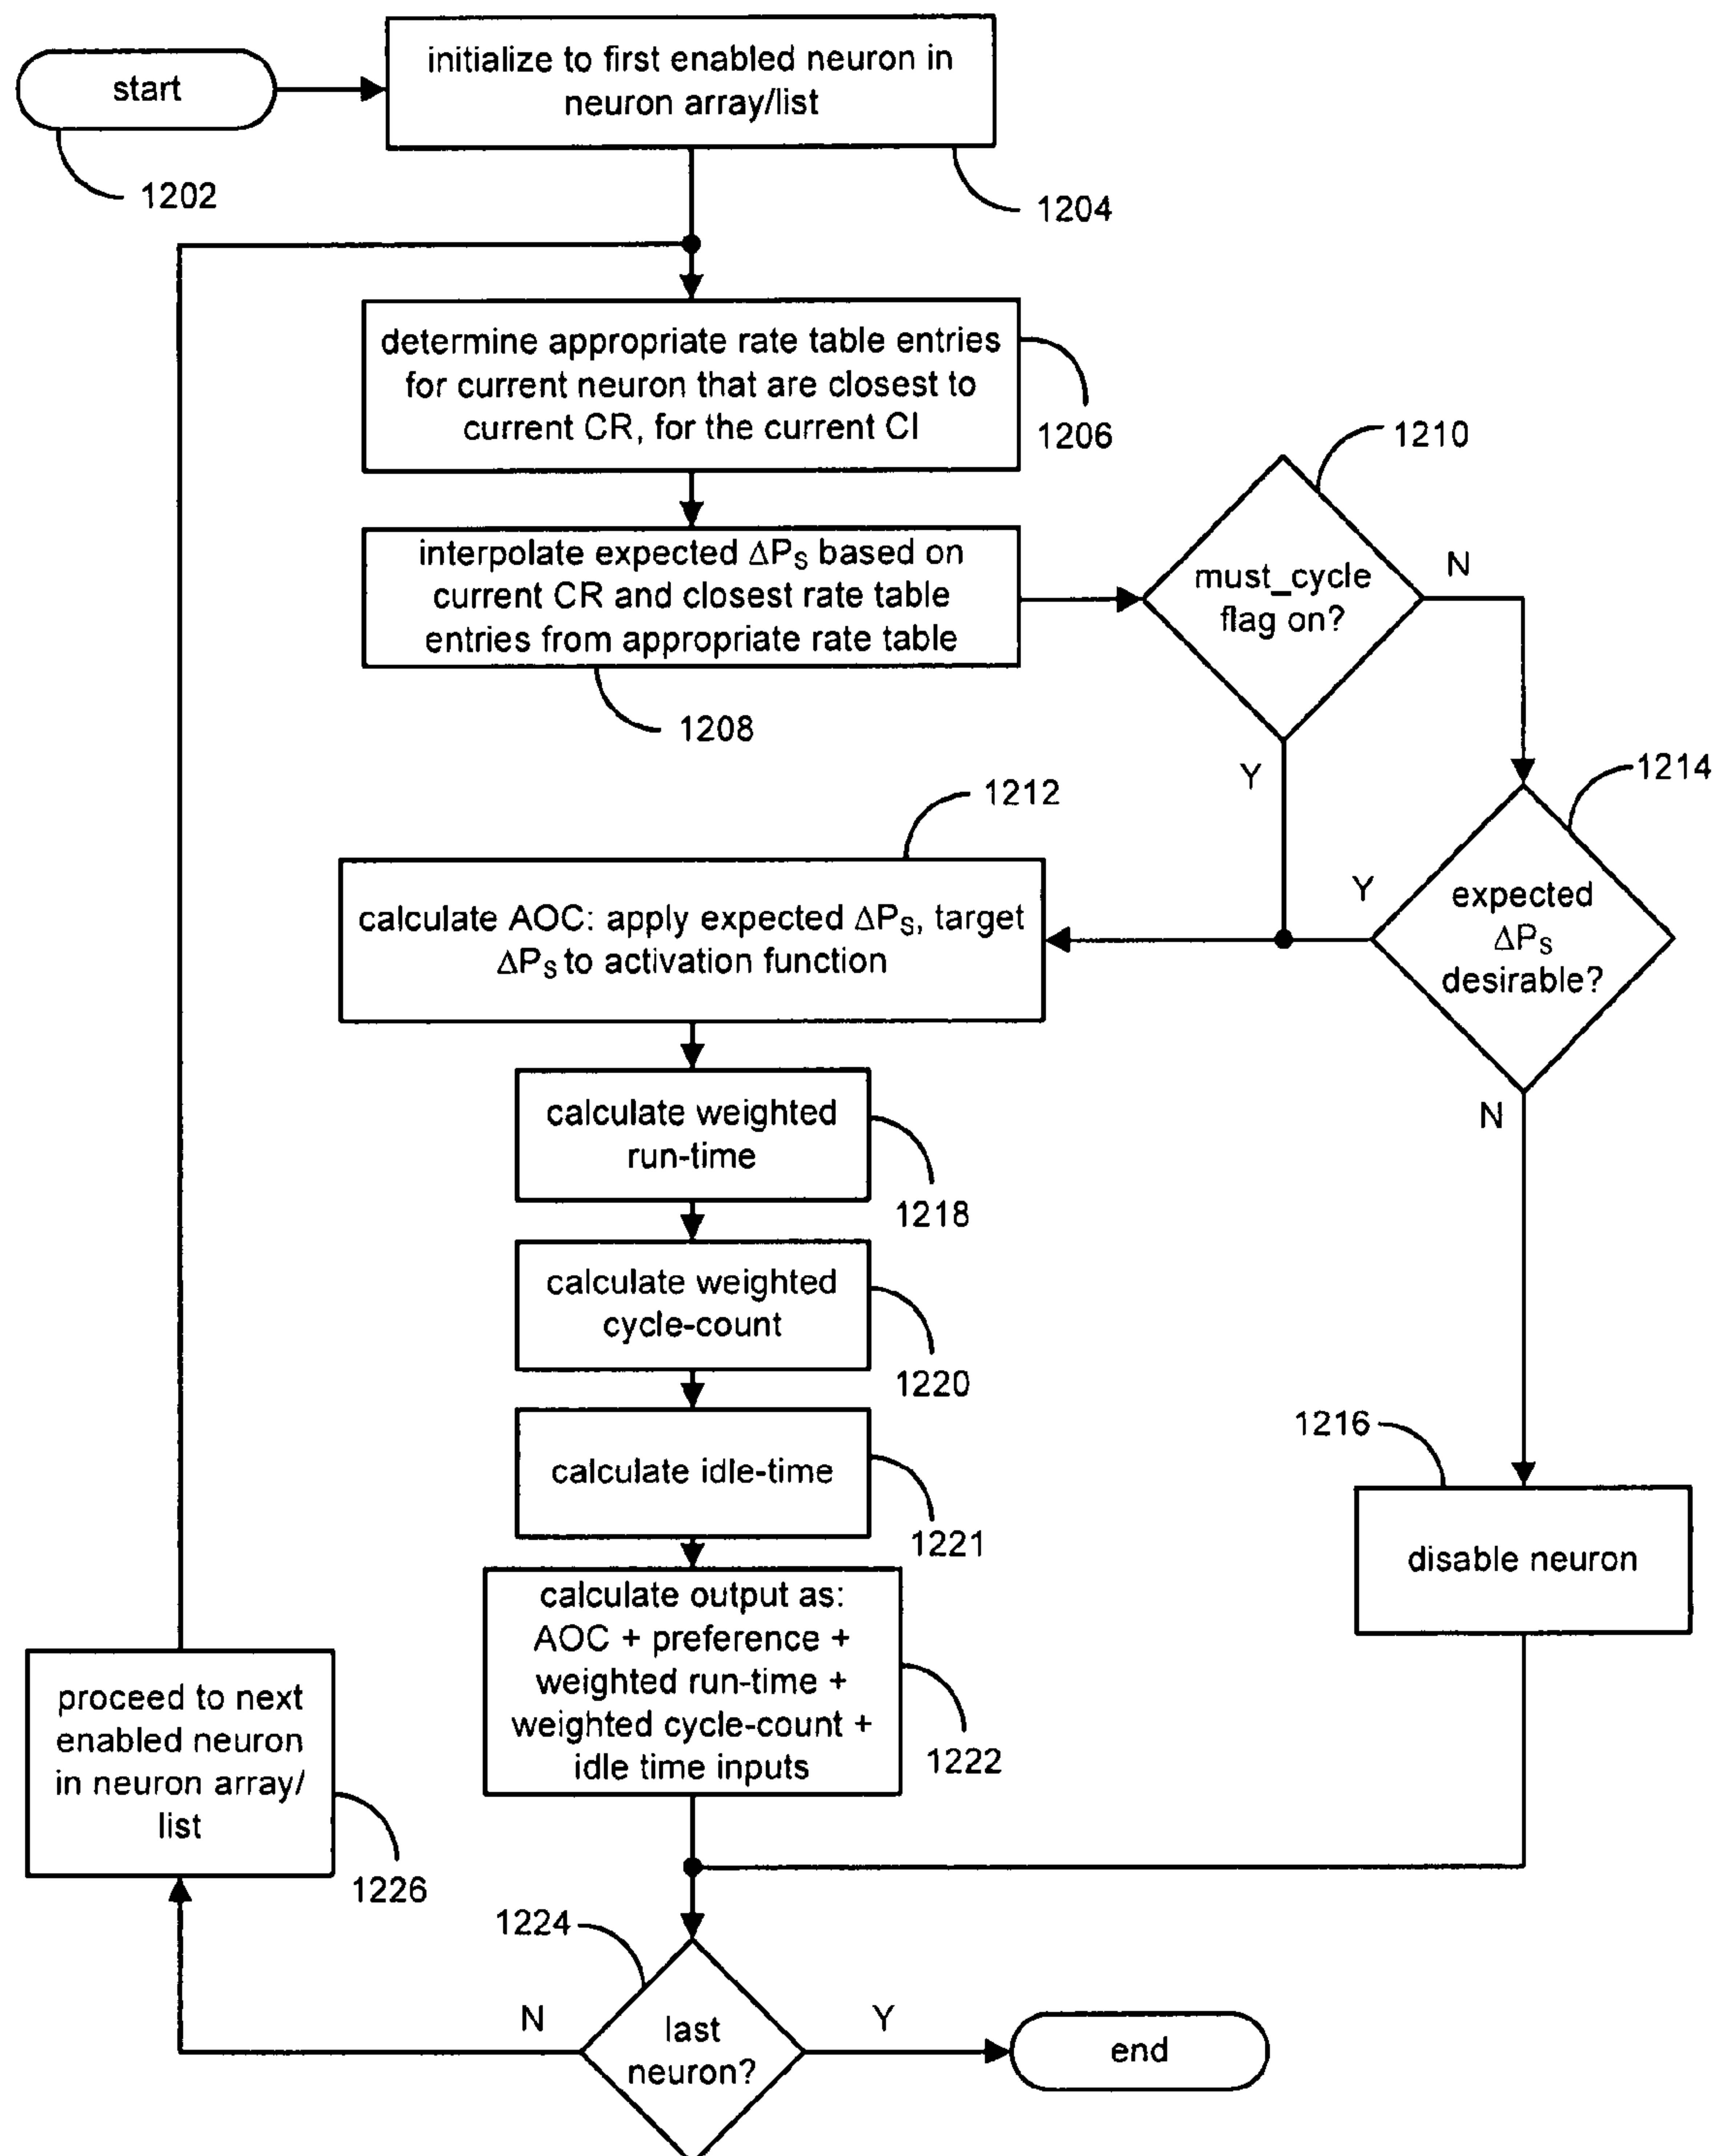 start
initialize to first enabled neuron in
neuron array/list
1202
1204
determine appropriate rate table entries
for current neuron that are closest to
current CR, for the current CI
1206
interpolate expected ΔPS based on
current CR and closest rate table
entries from appropriate rate table
1208
1210
must_cycle
flag on?
N
Y
1214
expected
ΔPS
desirable?
Y
N
1212
calculate AOC: apply expected ΔPS, target
ΔPS to activation function
calculate weighted
run-time
1218
calculate weighted
cycle-count
1220
calculate idle-time
1221
1216
disable neuron
calculate output as:
AOC + preference +
weighted run-time +
weighted cycle-count +
idle time inputs
1222
proceed to next
enabled neuron
in neuron array/
list
1226
1224
last
neuron?
N
Y
end